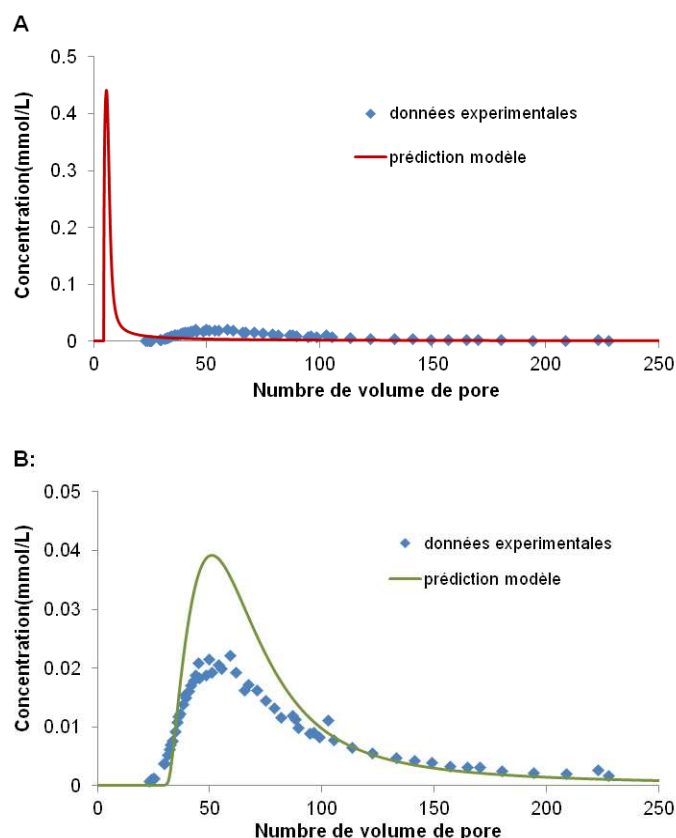 A
Concentration(mmol/L)
0.5
0.4
0.3
0.2
0.1
0
données experimentales
prédiction modèle
0 50 100 150 200 250
Numbre de volume de pore
B:
Concentration(mmol/L)
0.05
0.04
0.03
0.02
0.01
0
données experimentales
prédiction modèle
0 50 100 150 200 250
Numbre de volume de pore